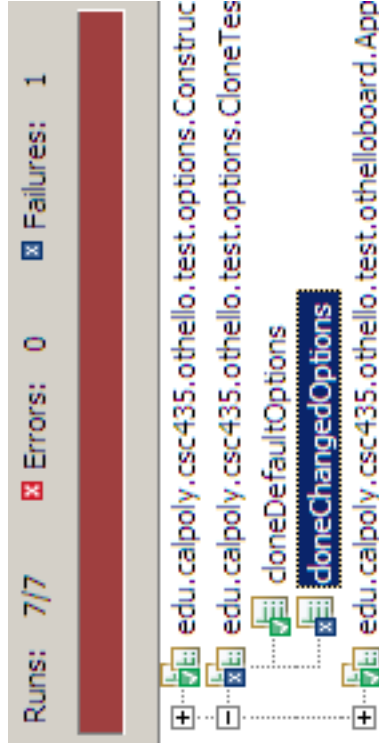 Runs: 7/7 Errors: 0 Failures: 1
edu.calpoly.csc435.othello.test.options.Construc
edu.calpoly.csc435.othello.test.options.CloneTes
cloneDefaultOptions
cloneChangedOptions
edu.calpoly.csc435.othello.test.othelloboard.App